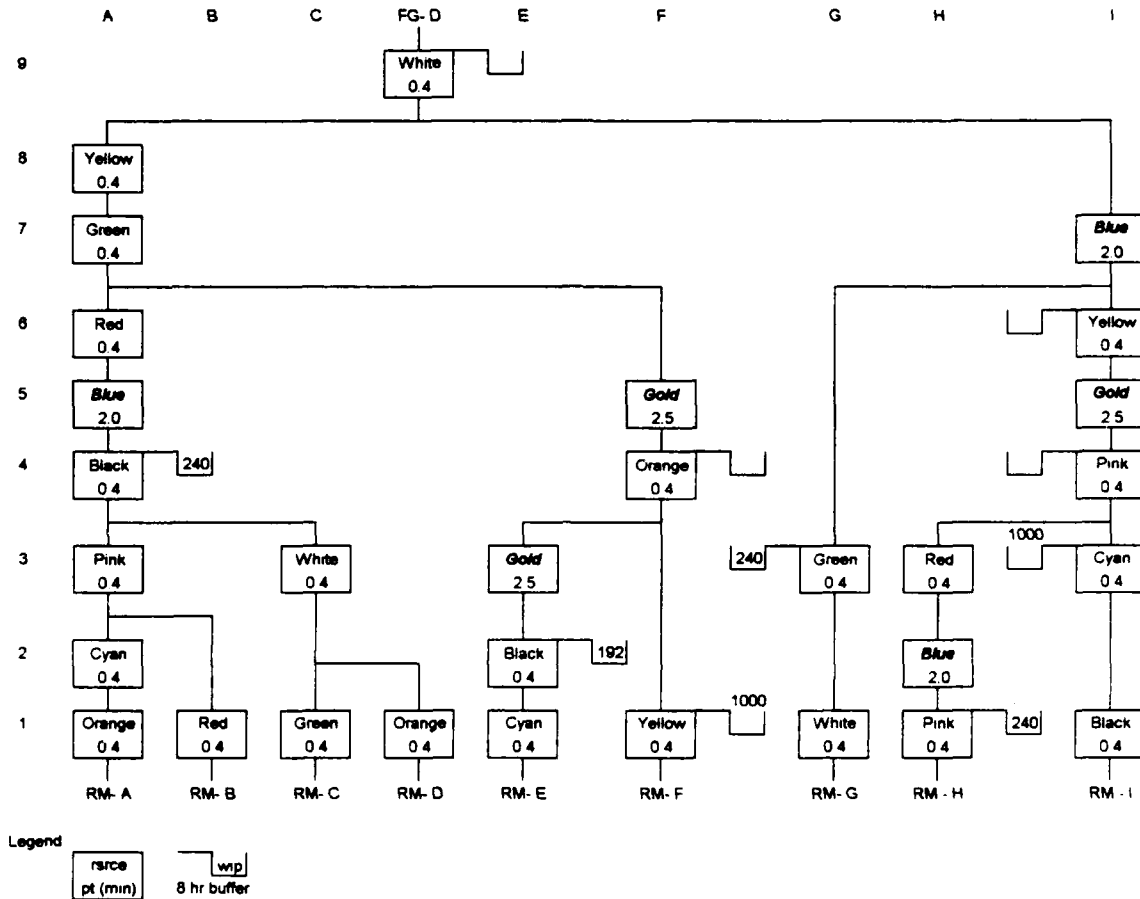 A B C FG-D E F G H I
9
White
0.4
8
Yellow
0.4
7
Green
0.4
Blue
2.0
6
Red
0.4
Yellow
0 4
5
Blue
2.0
Gold
2.5
Gold
2 5
4
Black
0.4
240
Orange
0 4
Pink
0 4
1000
3
Pink
0 4
White
0 4
Gold
2 5
240
Green
0 4
Red
0 4
Cyan
0 4
2
Cyan
0 4
Black
0 4
192
Blue
2.0
1000
1
Orange
0 4
Red
0 4
Green
0 4
Orange
0 4
Cyan
0 4
Yellow
0 4
White
0 4
Pink
0 4
240
Black
0 4
RM-A RM-B RM-C RM-D RM-E RM-F RM-G RM-H RM-I
Legend
rsrce
pt (min)
wip
8 hr buffer